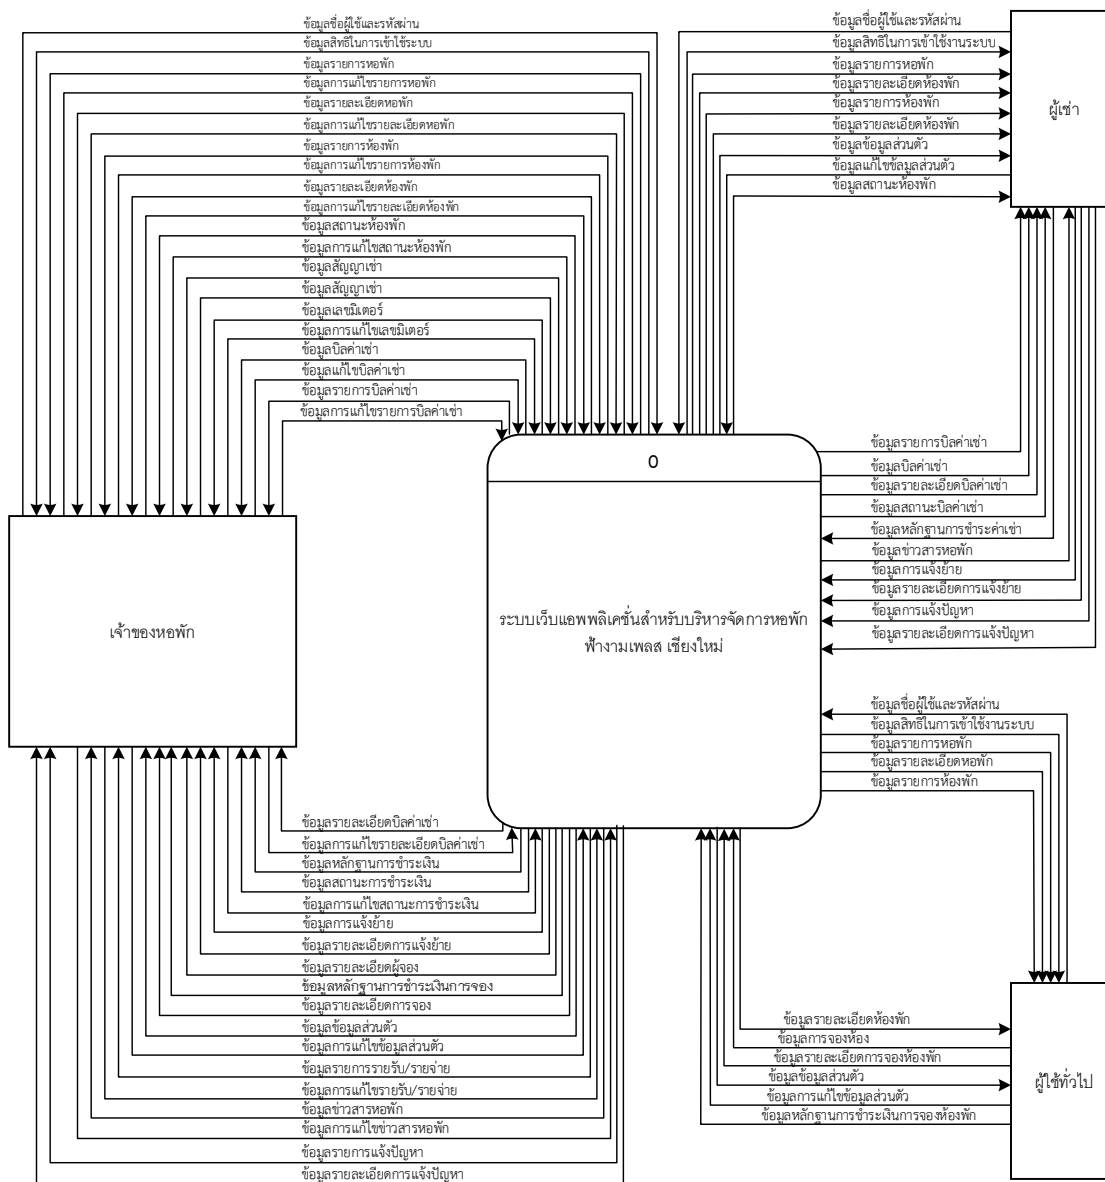 ข้อมูลชื่อผู้ใช้และรหัสผ่าน
ข้อมูลสิทธิในการเข้าใช้ระบบ
ข้อมูลรายการหอพัก
ข้อมูลการแก้ไขรายการหอพัก
ข้อมูลรายละเอียดหอพัก
ข้อมูลการแก้ไขรายละเอียดหอพัก
ข้อมูลรายการห้องพัก
ข้อมูลการแก้ไขรายการห้องพัก
ข้อมูลรายละเอียดห้องพัก
ข้อมูลการแก้ไขรายละเอียดห้องพัก
ข้อมูลสถานะห้องพัก
ข้อมูลการแก้ไขสถานะห้องพัก
ข้อมูลสัญญาเช่า
ข้อมูลสัญญาเช่า
ข้อมูลเลขมิเตอร์
ข้อมูลการแก้ไขเลขมิเตอร์
ข้อมูลบิลค่าเช่า
ข้อมูลแก้ไขบิลค่าเช่า
ข้อมูลรายการบิลค่าเช่า
ข้อมูลการแก้ไขรายการบิลค่าเช่า
ข้อมูลชื่อผู้ใช้และรหัสผ่าน
ข้อมูลสิทธิในการเข้าใช้งานระบบ
ข้อมูลรายการหอพัก
ข้อมูลรายละเอียดห้องพัก
ข้อมูลรายการห้องพัก
ข้อมูลรายละเอียดห้องพัก
ข้อมูลข้อมูลส่วนตัว
ข้อมูลแก้ไขข้ลมูลส่วนตัว
ข้อมูลสถานะห้องพัก
ผู้เช่า
0
ระบบเว็บแอพพลิเคชั่นสำหรับบริหารจัดการหอพัก
ฟ้างามเพลส เชียงใหม่
เจ้าของหอพัก
ข้อมูลรายการบิลค่าเช่า
ข้อมูลบิลค่าเช่า
ข้อมูลรายละเอียดบิลค่าเช่า
ข้อมูลสถานะบิลค่าเช่า
ข้อมูลหลักฐานการชำระค่าเช่า
ข้อมูลข่าวสารหอพัก
ข้อมูลการแจ้งย้าย
ข้อมูลรายละเอียดการแจ้งย้าย
ข้อมูลการแจ้งปัญหา
ข้อมูลรายละเอียดการแจ้งปัญหา
ข้อมูลชื่อผู้ใช้และรหัสผ่าน
ข้อมูลสิทธิในการเข้าใช้งานระบบ
ข้อมูลรายการหอพัก
ข้อมูลรายละเอียดหอพัก
ข้อมูลรายการห้องพัก
ข้อมูลรายละเอียดบิลค่าเช่า
ข้อมูลการแก้ไขรายละเอียดบิลค่าเช่า
ข้อมูลหลักฐานการชำระเงิน
ข้อมูลสถานะการชำระเงิน
ข้อมูลการแก้ไขสถานะการชำระเงิน
ข้อมูลการแจ้งย้าย
ข้อมูลรายละเอียดการแจ้งย้าย
ข้อมูลรายละเอียดผู้จอง
ข้อมูลหลักฐานการชำระเงินการจอง
ข้อมูลรายละเอียดการจอง
ข้อมูลข้อมูลส่วนตัว
ข้อมูลการแก้ไขข้อมูลส่วนตัว
ข้อมูลรายการรายรับ/รายจ่าย
ข้อมูลการแก้ไขรายรับ/รายจ่าย
ข้อมูลข่าวสารหอพัก
ข้อมูลการแก้ไขข่าวสารหอพัก
ข้อมูลรายการแจ้งปัญหา
ข้อมูลรายละเอียดการแจ้งปัญหา
ข้อมูลรายละเอียดห้องพัก
ข้อมูลการจองห้อง
ข้อมูลรายละเอียดการจองห้องพัก
ข้อมูลข้อมูลส่วนตัว
ข้อมูลการแก้ไขข้อมูลส่วนตัว
ข้อมูลหลักฐานการชำระเงินการจองห้องพัก
ผู้ใช้ทั่วไป